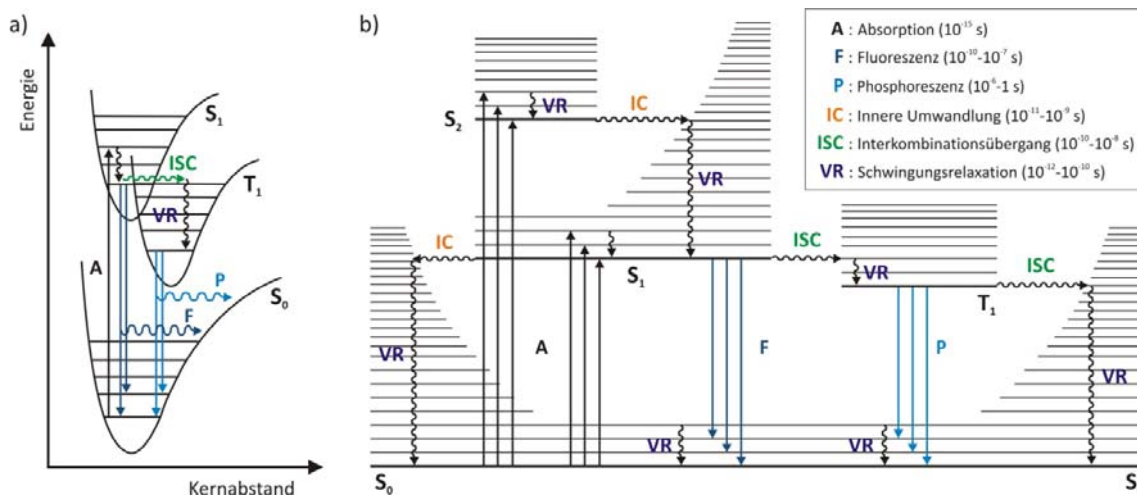 a)
Energie
S₁
ISC
T₁
VR
A
P
S₀
F
Kernabstand
b)
A : Absorption (10⁻¹⁵ s)
F : Fluoreszenz (10⁻¹⁰-10⁻⁷ s)
P : Phosphoreszenz (10⁻⁶-1 s)
IC : Innere Umwandlung (10⁻¹¹-10⁻⁹ s)
ISC : Interkombinationsübergang (10⁻¹⁰-10⁻⁸ s)
VR : Schwingungsrelaxation (10⁻¹²-10⁻¹⁰ s)
VR
IC
S₂
VR
IC
ISC
S₁
VR
ISC
T₁
VR
A
F
P
VR
VR
VR
S₀
S